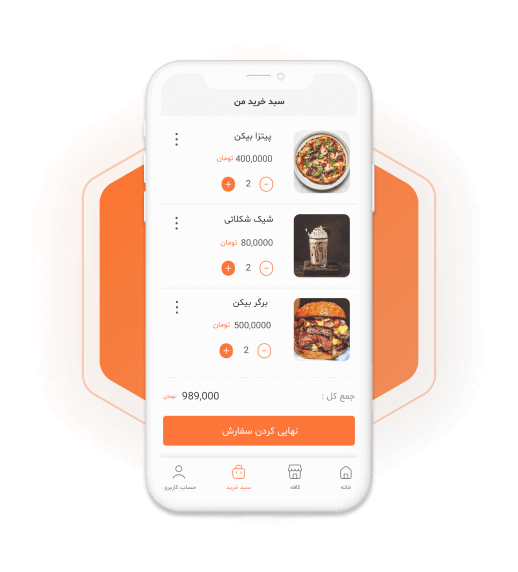 سبد خرید من
پیتزا بیکن
400,0000 تومان
- 2 +
شیک شکلاتی
80,0000 تومان
- 2 +
برگر بیکن
500,0000 تومان
- 2 +
جمع کل :
989,000 تومان
نهایی کردن سفارش
خانه
کافه
سبد خرید
حساب کاربری